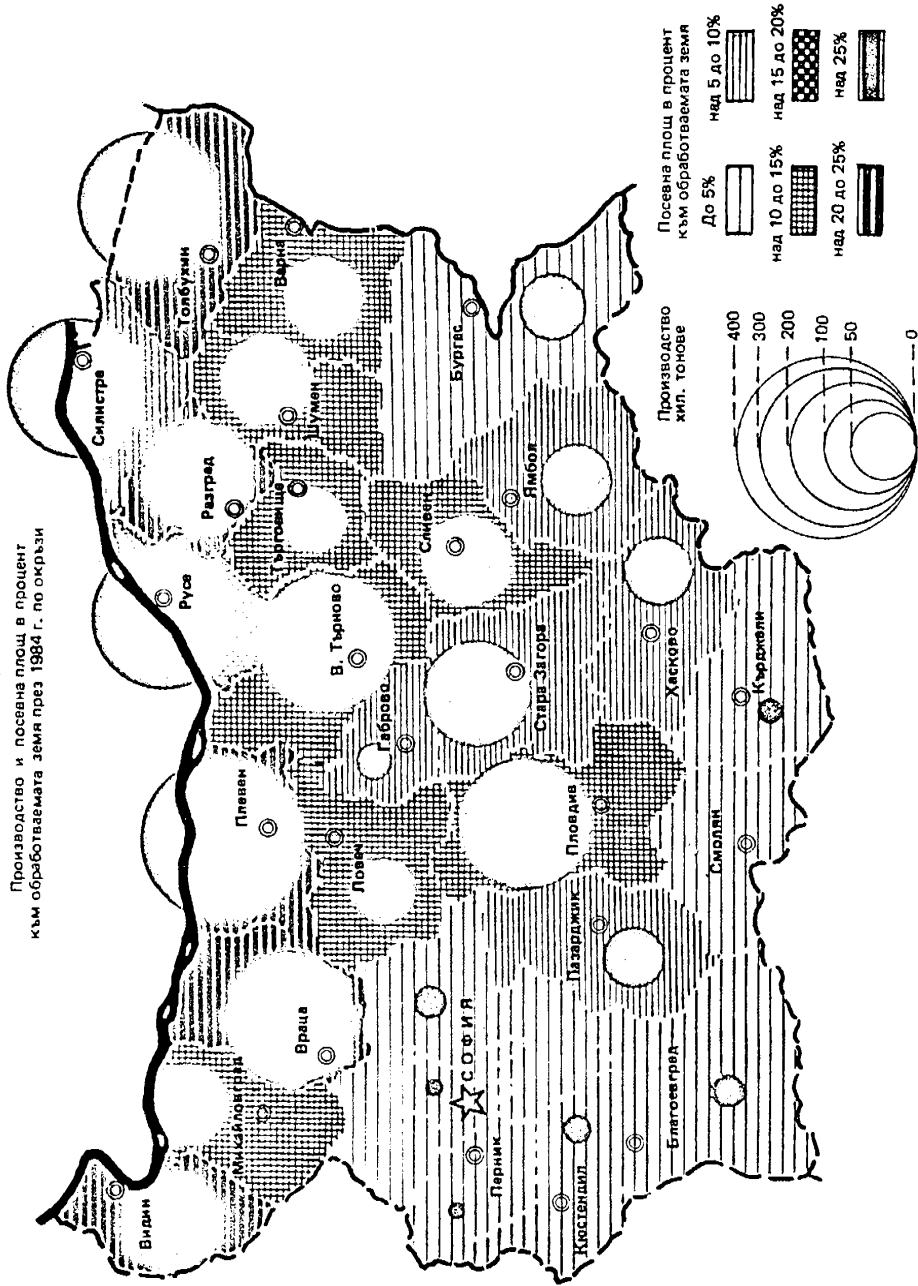 Производство и посевна площ в процент
към обработваемата земя през 1984 г. по окръзи
Видин
Михайловград
Враца
Плевен
Ловеч
Габрово
В. Търново
Русе
Разград
Силистра
Толбухин
Търговище
Шумен
Варна
СОФИЯ
Перник
Кюстендил
Благоевград
Пазарджик
Пловдив
Смолян
Стара Загора
Сливен
Ямбол
Бургас
Хасково
Кърджали
Производство
хил. тонове
400
300
200
100
50
0
Посевна площ в процент
към обработваемата земя
До 5%
над 5 до 10%
над 10 до 15%
над 15 до 20%
над 20 до 25%
над 25%